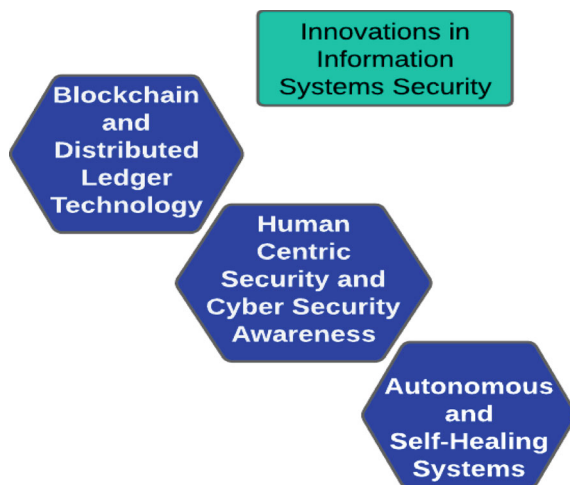 Innovations in
Information
Systems Security
Blockchain
and
Distributed
Ledger
Technology
Human
Centric
Security and
Cyber Security
Awareness
Autonomous
and
Self-Healing
Systems